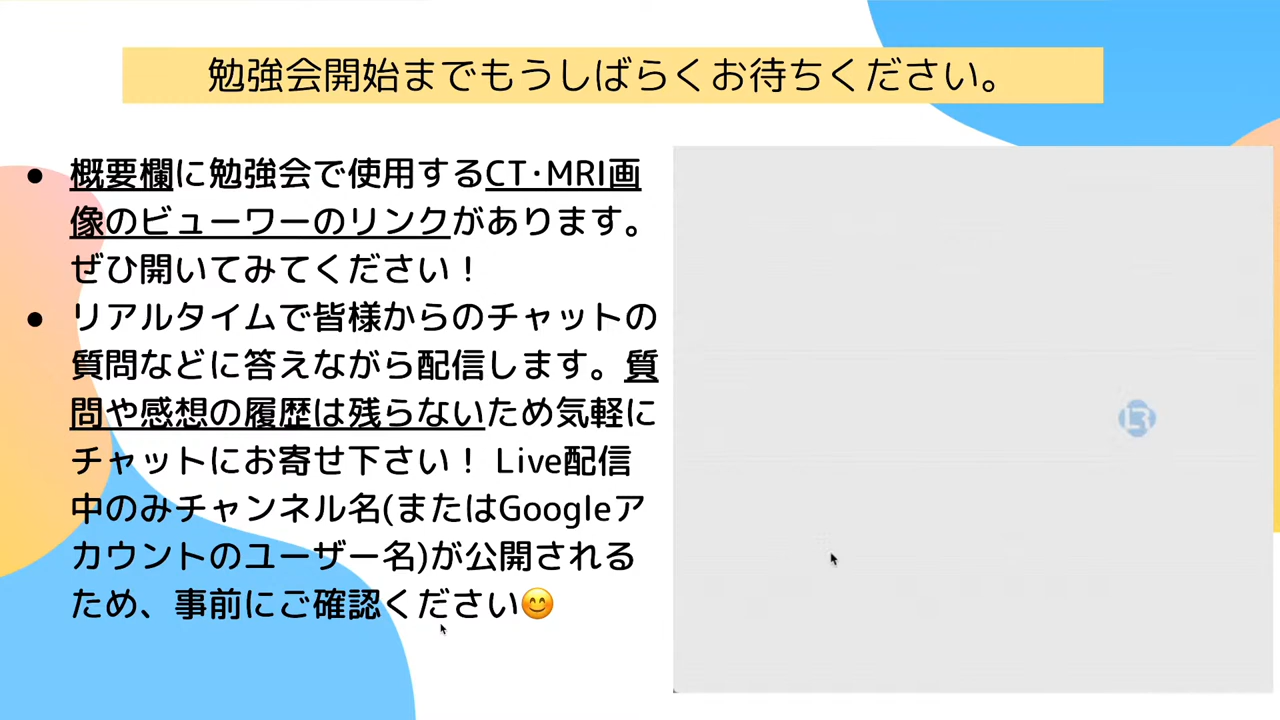 勉強会開始までもうしばらくお待ちください。
● 概要欄に勉強会で使用するCT·MRI画
像のビューワーのリンクがあります。
ぜひ開いてみてください！
● リアルタイムで皆様からのチャットの
質問などに答えながら配信します。質
問や感想の履歴は残らないため気軽に
チャットにお寄せ下さい！ Live配信
中のみチャンネル名(またはGoogleア
カウントのユーザー名)が公開される
ため、事前にご確認ください😊
LR